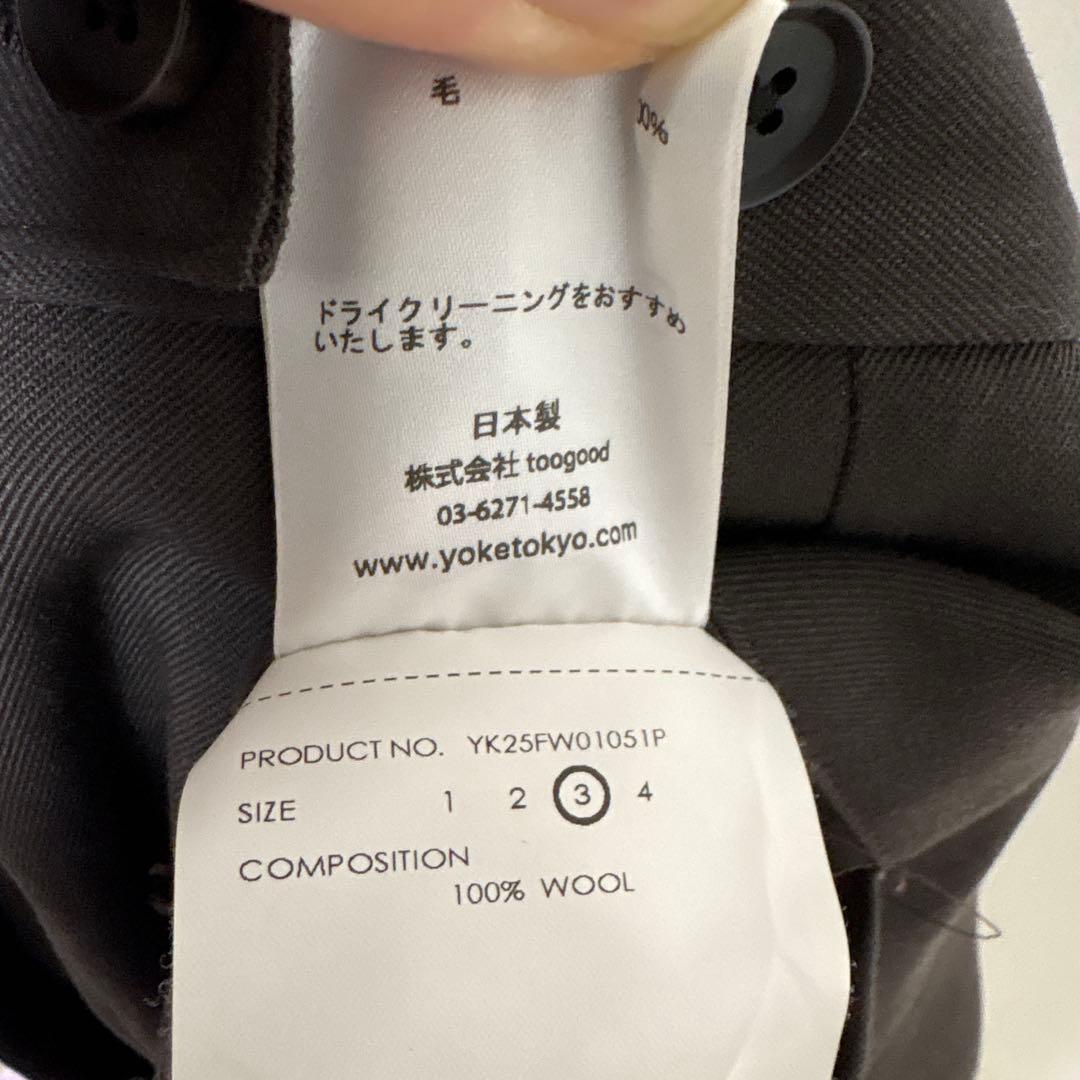 毛 00%
ドライクリーニングをおすすめ
いたします。
日本製
株式会社 toogood
03-6271-4558
www.yoketokyo.com
PRODUCT NO. YK25FW01051P
SIZE 1 2 3 4
COMPOSITION
100% WOOL